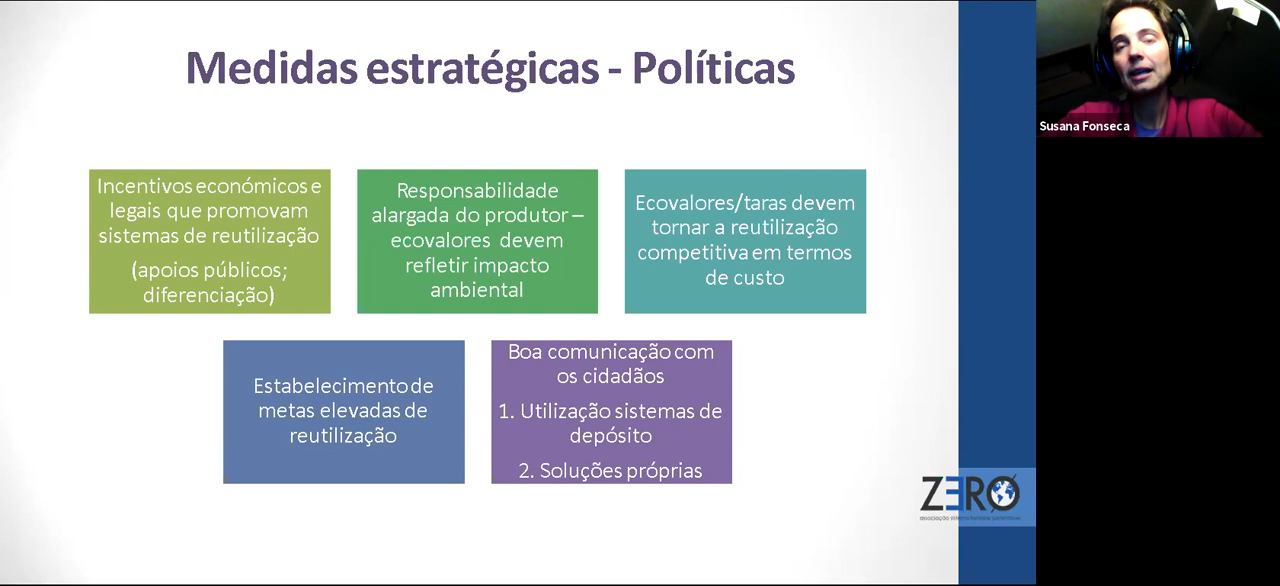 Medidas estratégicas - Políticas
Susana Fonseca
Incentivos económicos e
legais que promovam
sistemas de reutilização
(apoios públicos;
diferenciação)
Responsabilidade
alargada do produtor –
ecovalores devem
refletir impacto
ambiental
Ecovalores/taras devem
tornar a reutilização
competitiva em termos
de custo
Estabelecimento de
metas elevadas de
reutilização
Boa comunicação com
os cidadãos
1. Utilização sistemas de
depósito
2. Soluções próprias
ZERO